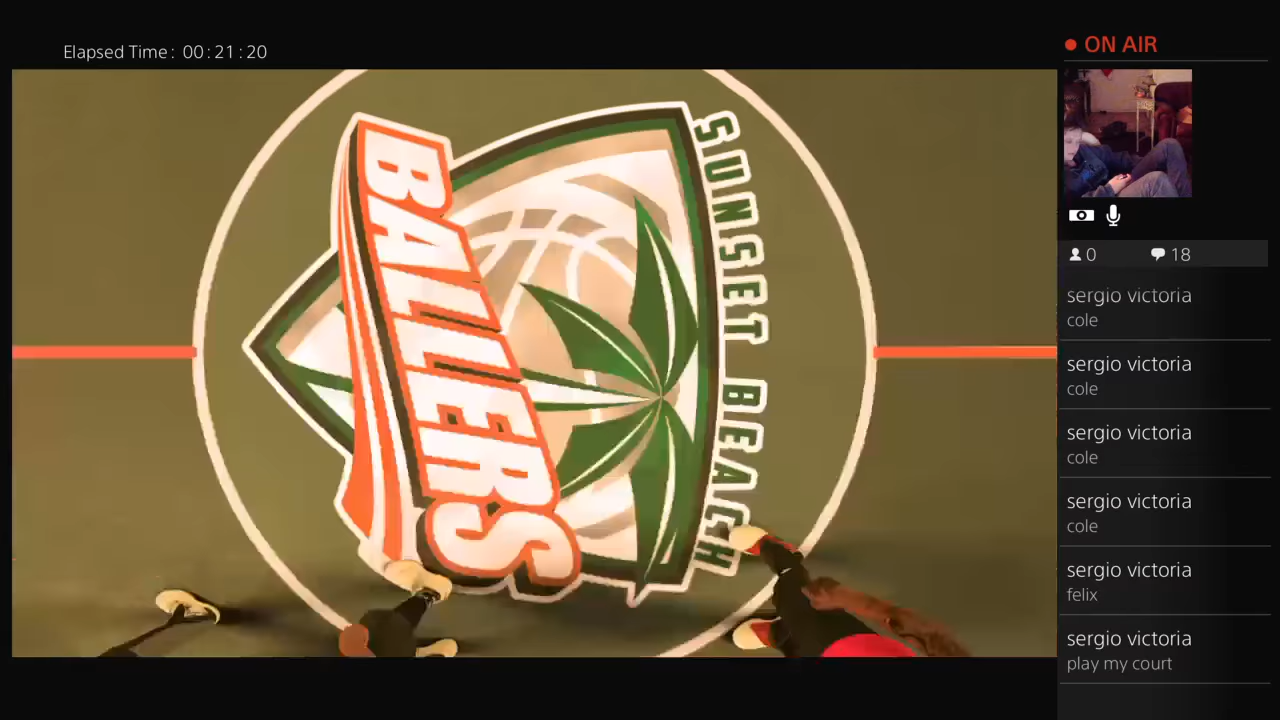 Elapsed Time: 00:21:20
ON AIR
BALLERS
SUNSET BEACH
0
18
sergio victoria
cole
sergio victoria
cole
sergio victoria
cole
sergio victoria
cole
sergio victoria
felix
sergio victoria
play my court